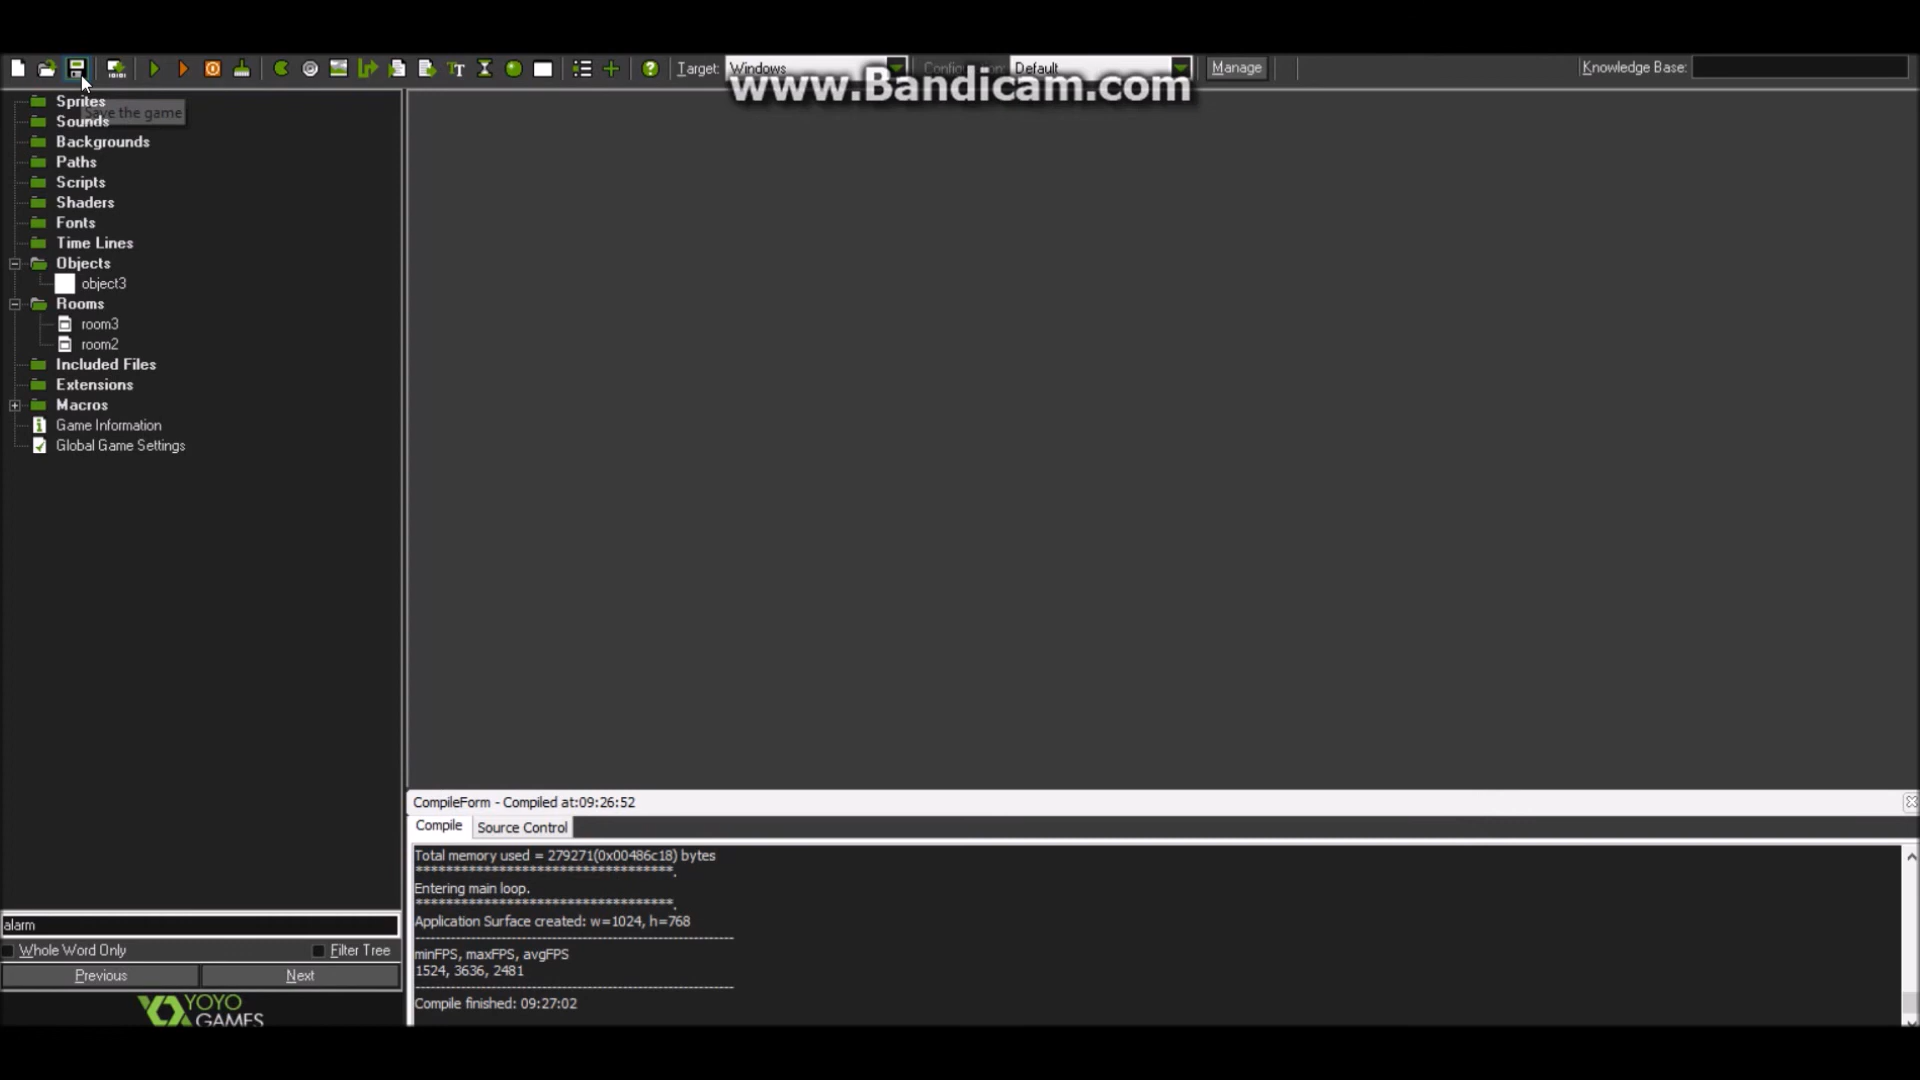 Target: Windows Default Manage Knowledge Base:
www.Bandicam.com
Sprites
Save the game
Sounds
Backgrounds
Paths
Scripts
Shaders
Fonts
Time Lines
Objects
object3
Rooms
room3
room2
Included Files
Extensions
Macros
Game Information
Global Game Settings
alarm
Whole Word Only Filter Tree
Previous Next
YOYO
GAMES
CompileForm - Compiled at:09:26:52
Compile Source Control
Total memory used = 279271(0x00486c18) bytes
**********************************.
Entering main loop.
**********************************.
Application Surface created: w=1024, h=768
---------------------------------------------------------------
minFPS, maxFPS, avgFPS
1524, 3636, 2481
---------------------------------------------------------------
Compile finished: 09:27:02